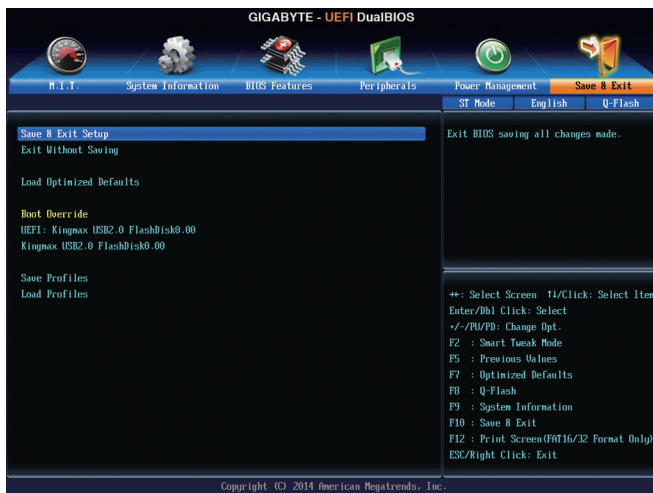 GIGABYTE - UEFI DualBIOS
M.I.T.
System Information
BIOS Features
Peripherals
Power Management
Save & Exit
ST Mode
English
Q-Flash
Save & Exit Setup
Exit Without Saving
Load Optimized Defaults
Boot Override
UEFI: Kingmax USB2.0 FlashDisk0.00
Kingmax USB2.0 FlashDisk0.00
Save Profiles
Load Profiles
Exit BIOS saving all changes made.
→←: Select Screen ↑↓/Click: Select Item
Enter/Dbl Click: Select
+/-/PU/PD: Change Opt.
F2 : Smart Tweak Mode
F5 : Previous Values
F7 : Optimized Defaults
F8 : Q-Flash
F9 : System Information
F10 : Save & Exit
F12 : Print Screen(FAT16/32 Format Only)
ESC/Right Click: Exit
Copyright (C) 2014 American Megatrends, Inc.